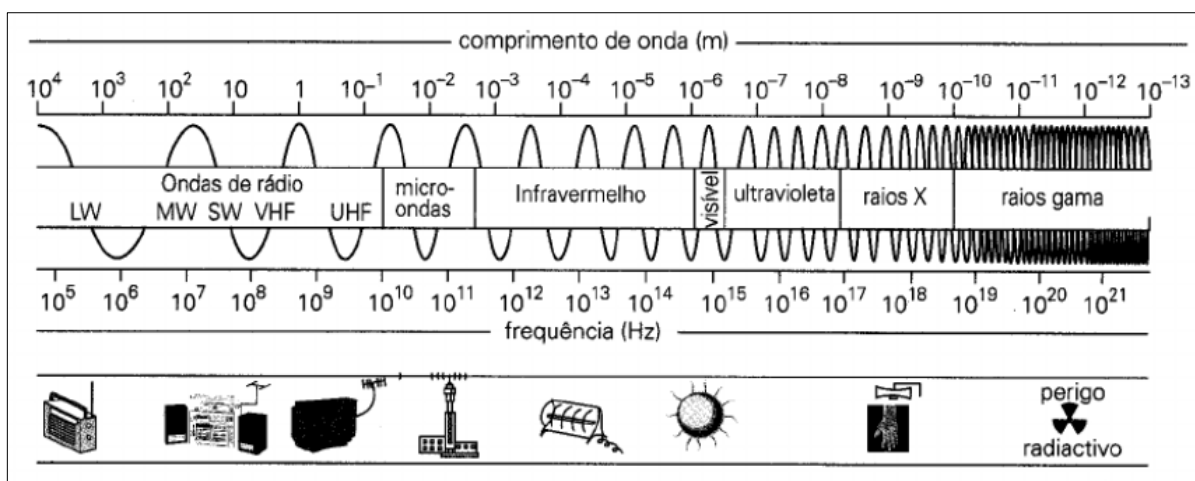 comprimento de onda (m)
10⁴ 10³ 10² 10 1 10⁻¹ 10⁻² 10⁻³ 10⁻⁴ 10⁻⁵ 10⁻⁶ 10⁻⁷ 10⁻⁸ 10⁻⁹ 10⁻¹⁰ 10⁻¹¹ 10⁻¹² 10⁻¹³
Ondas de rádio
LW MW SW VHF UHF
micro-
ondas
Infravermelho
visível
ultravioleta
raios X
raios gama
10⁵ 10⁶ 10⁷ 10⁸ 10⁹ 10¹⁰ 10¹¹ 10¹² 10¹³ 10¹⁴ 10¹⁵ 10¹⁶ 10¹⁷ 10¹⁸ 10¹⁹ 10²⁰ 10²¹
frequência (Hz)
perigo
radiactivo